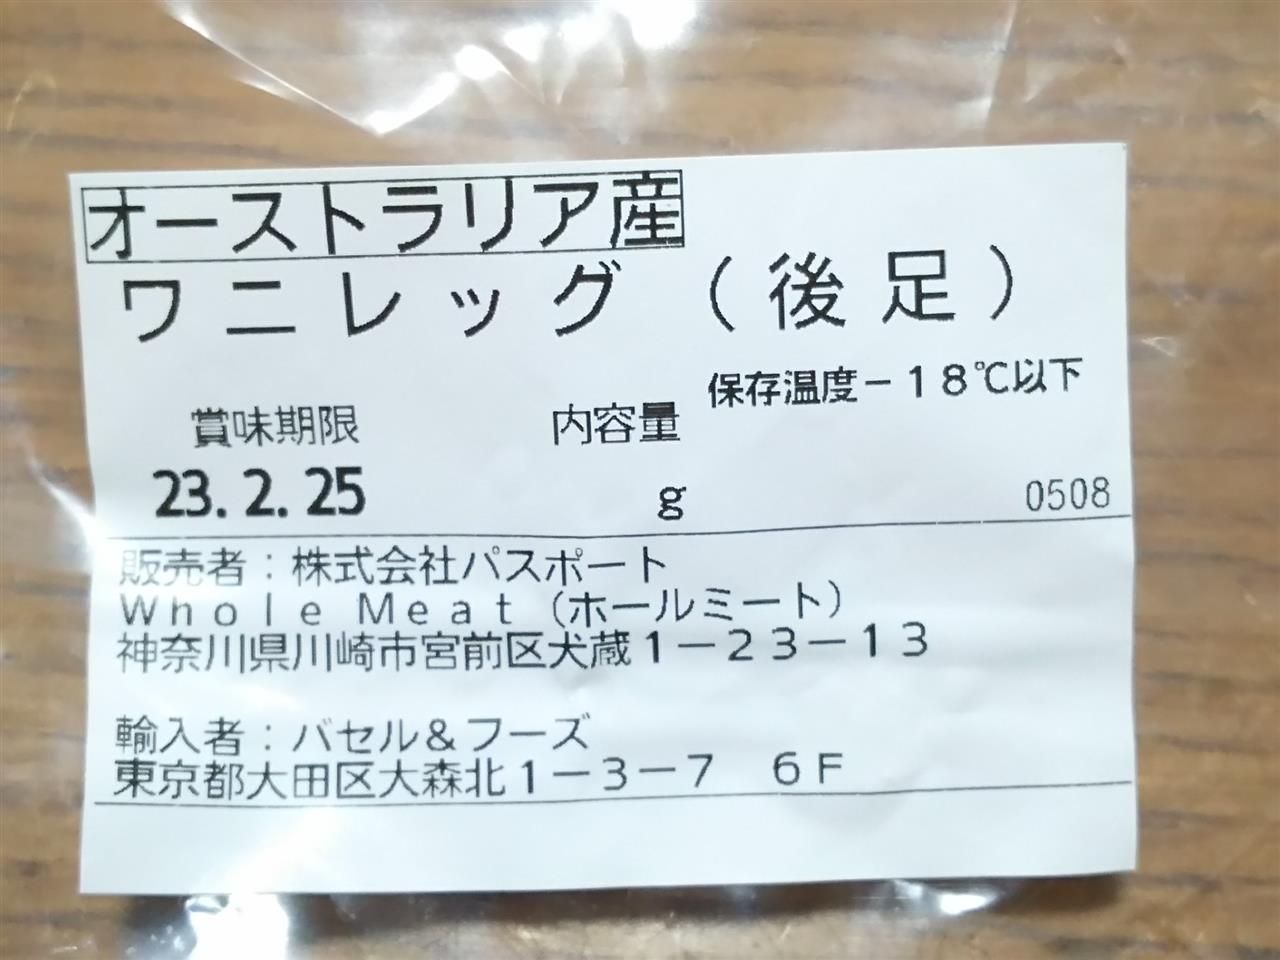 オーストラリア産
ワニレッグ（後足）
保存温度－１８℃以下
賞味期限 内容量
23.2.25 g 0508
販売者：株式会社パスポート
Ｗｈｏｌｅ Ｍｅａｔ（ホールミート）
神奈川県川崎市宮前区犬蔵１－２３－１３
輸入者：バセル＆フーズ
東京都大田区大森北１－３－７　６Ｆ